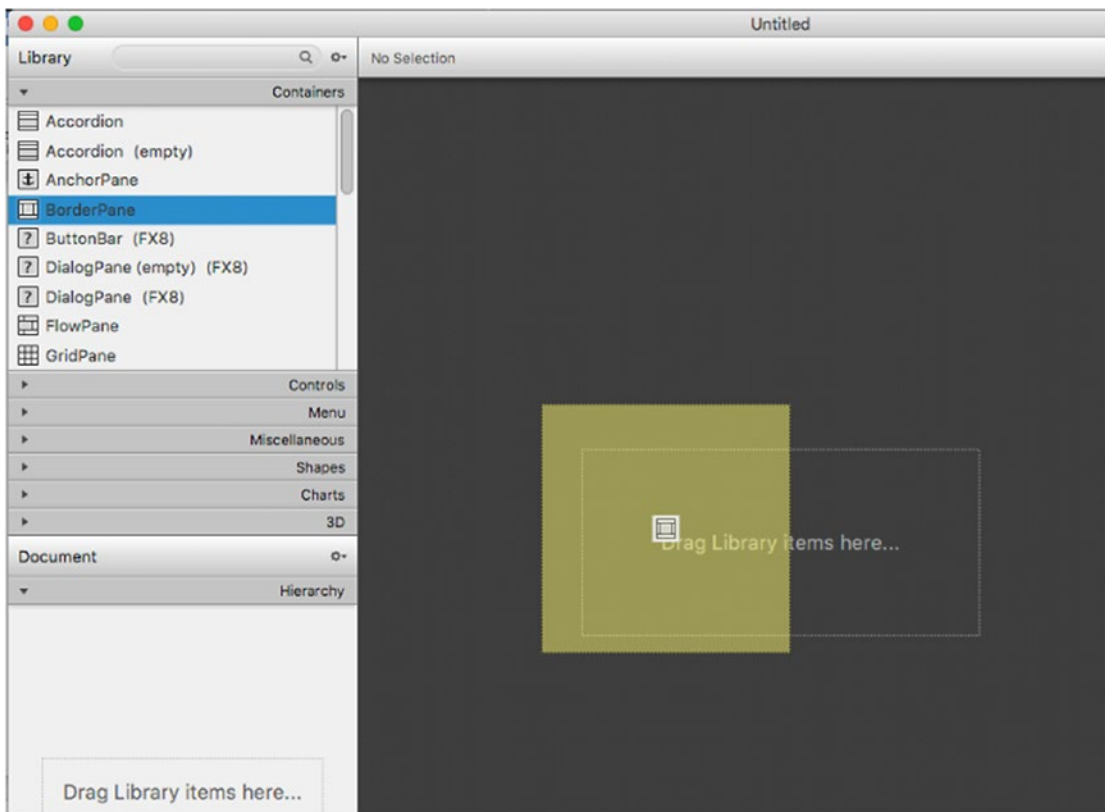 Untitled
Library
No Selection
Containers
Accordion
Accordion (empty)
AnchorPane
BorderPane
? ButtonBar (FX8)
? DialogPane (empty) (FX8)
? DialogPane (FX8)
FlowPane
GridPane
Controls
Menu
Miscellaneous
Shapes
Charts
3D
Drag Library items here...
Document
Hierarchy
Drag Library items here...